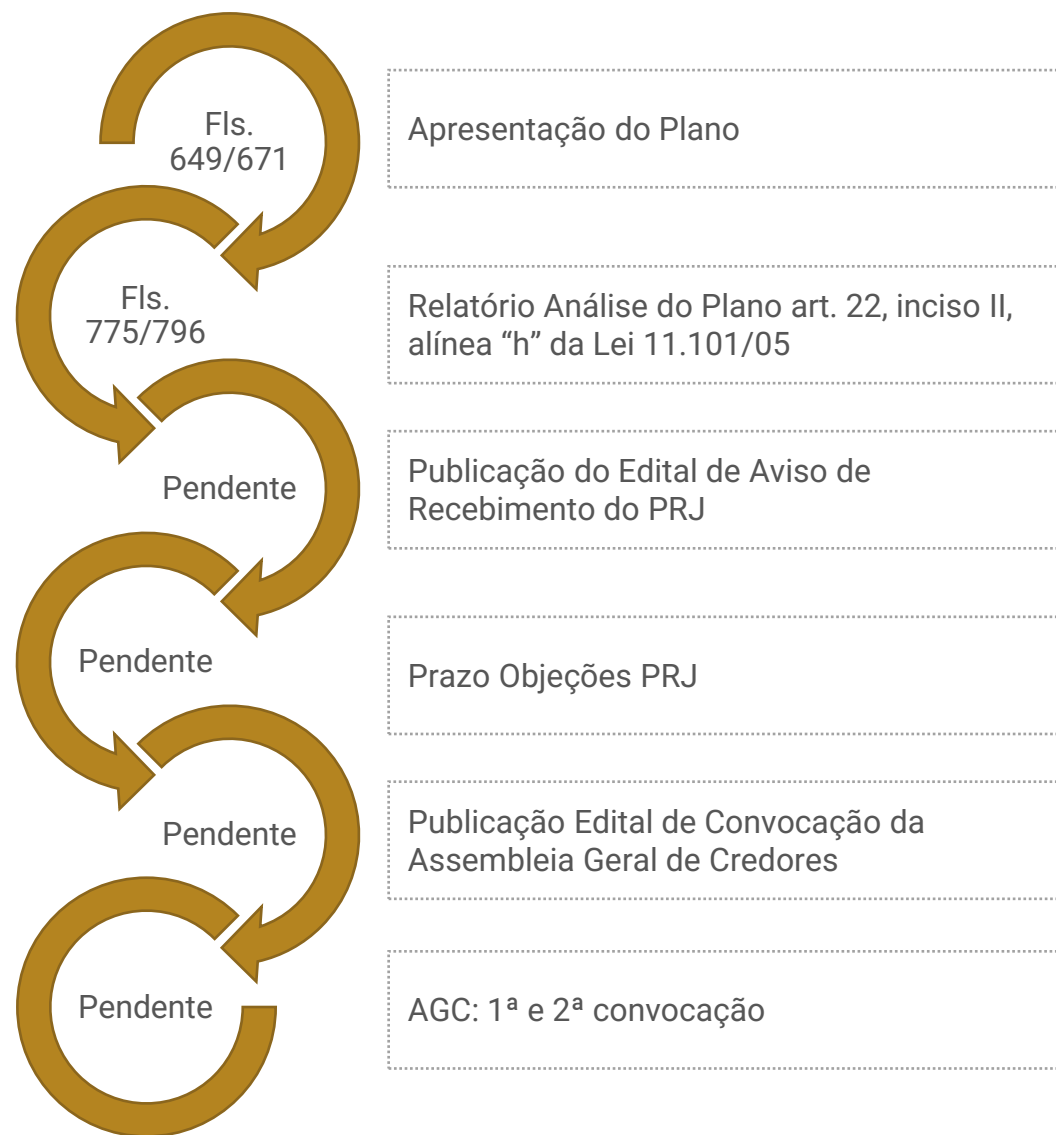 Fls.
649/671
Apresentação do Plano
Fls.
775/796
Relatório Análise do Plano art. 22, inciso II,
alínea “h” da Lei 11.101/05
Pendente
Publicação do Edital de Aviso de
Recebimento do PRJ
Pendente
Prazo Objeções PRJ
Pendente
Publicação Edital de Convocação da
Assembleia Geral de Credores
Pendente
AGC: 1ª e 2ª convocação